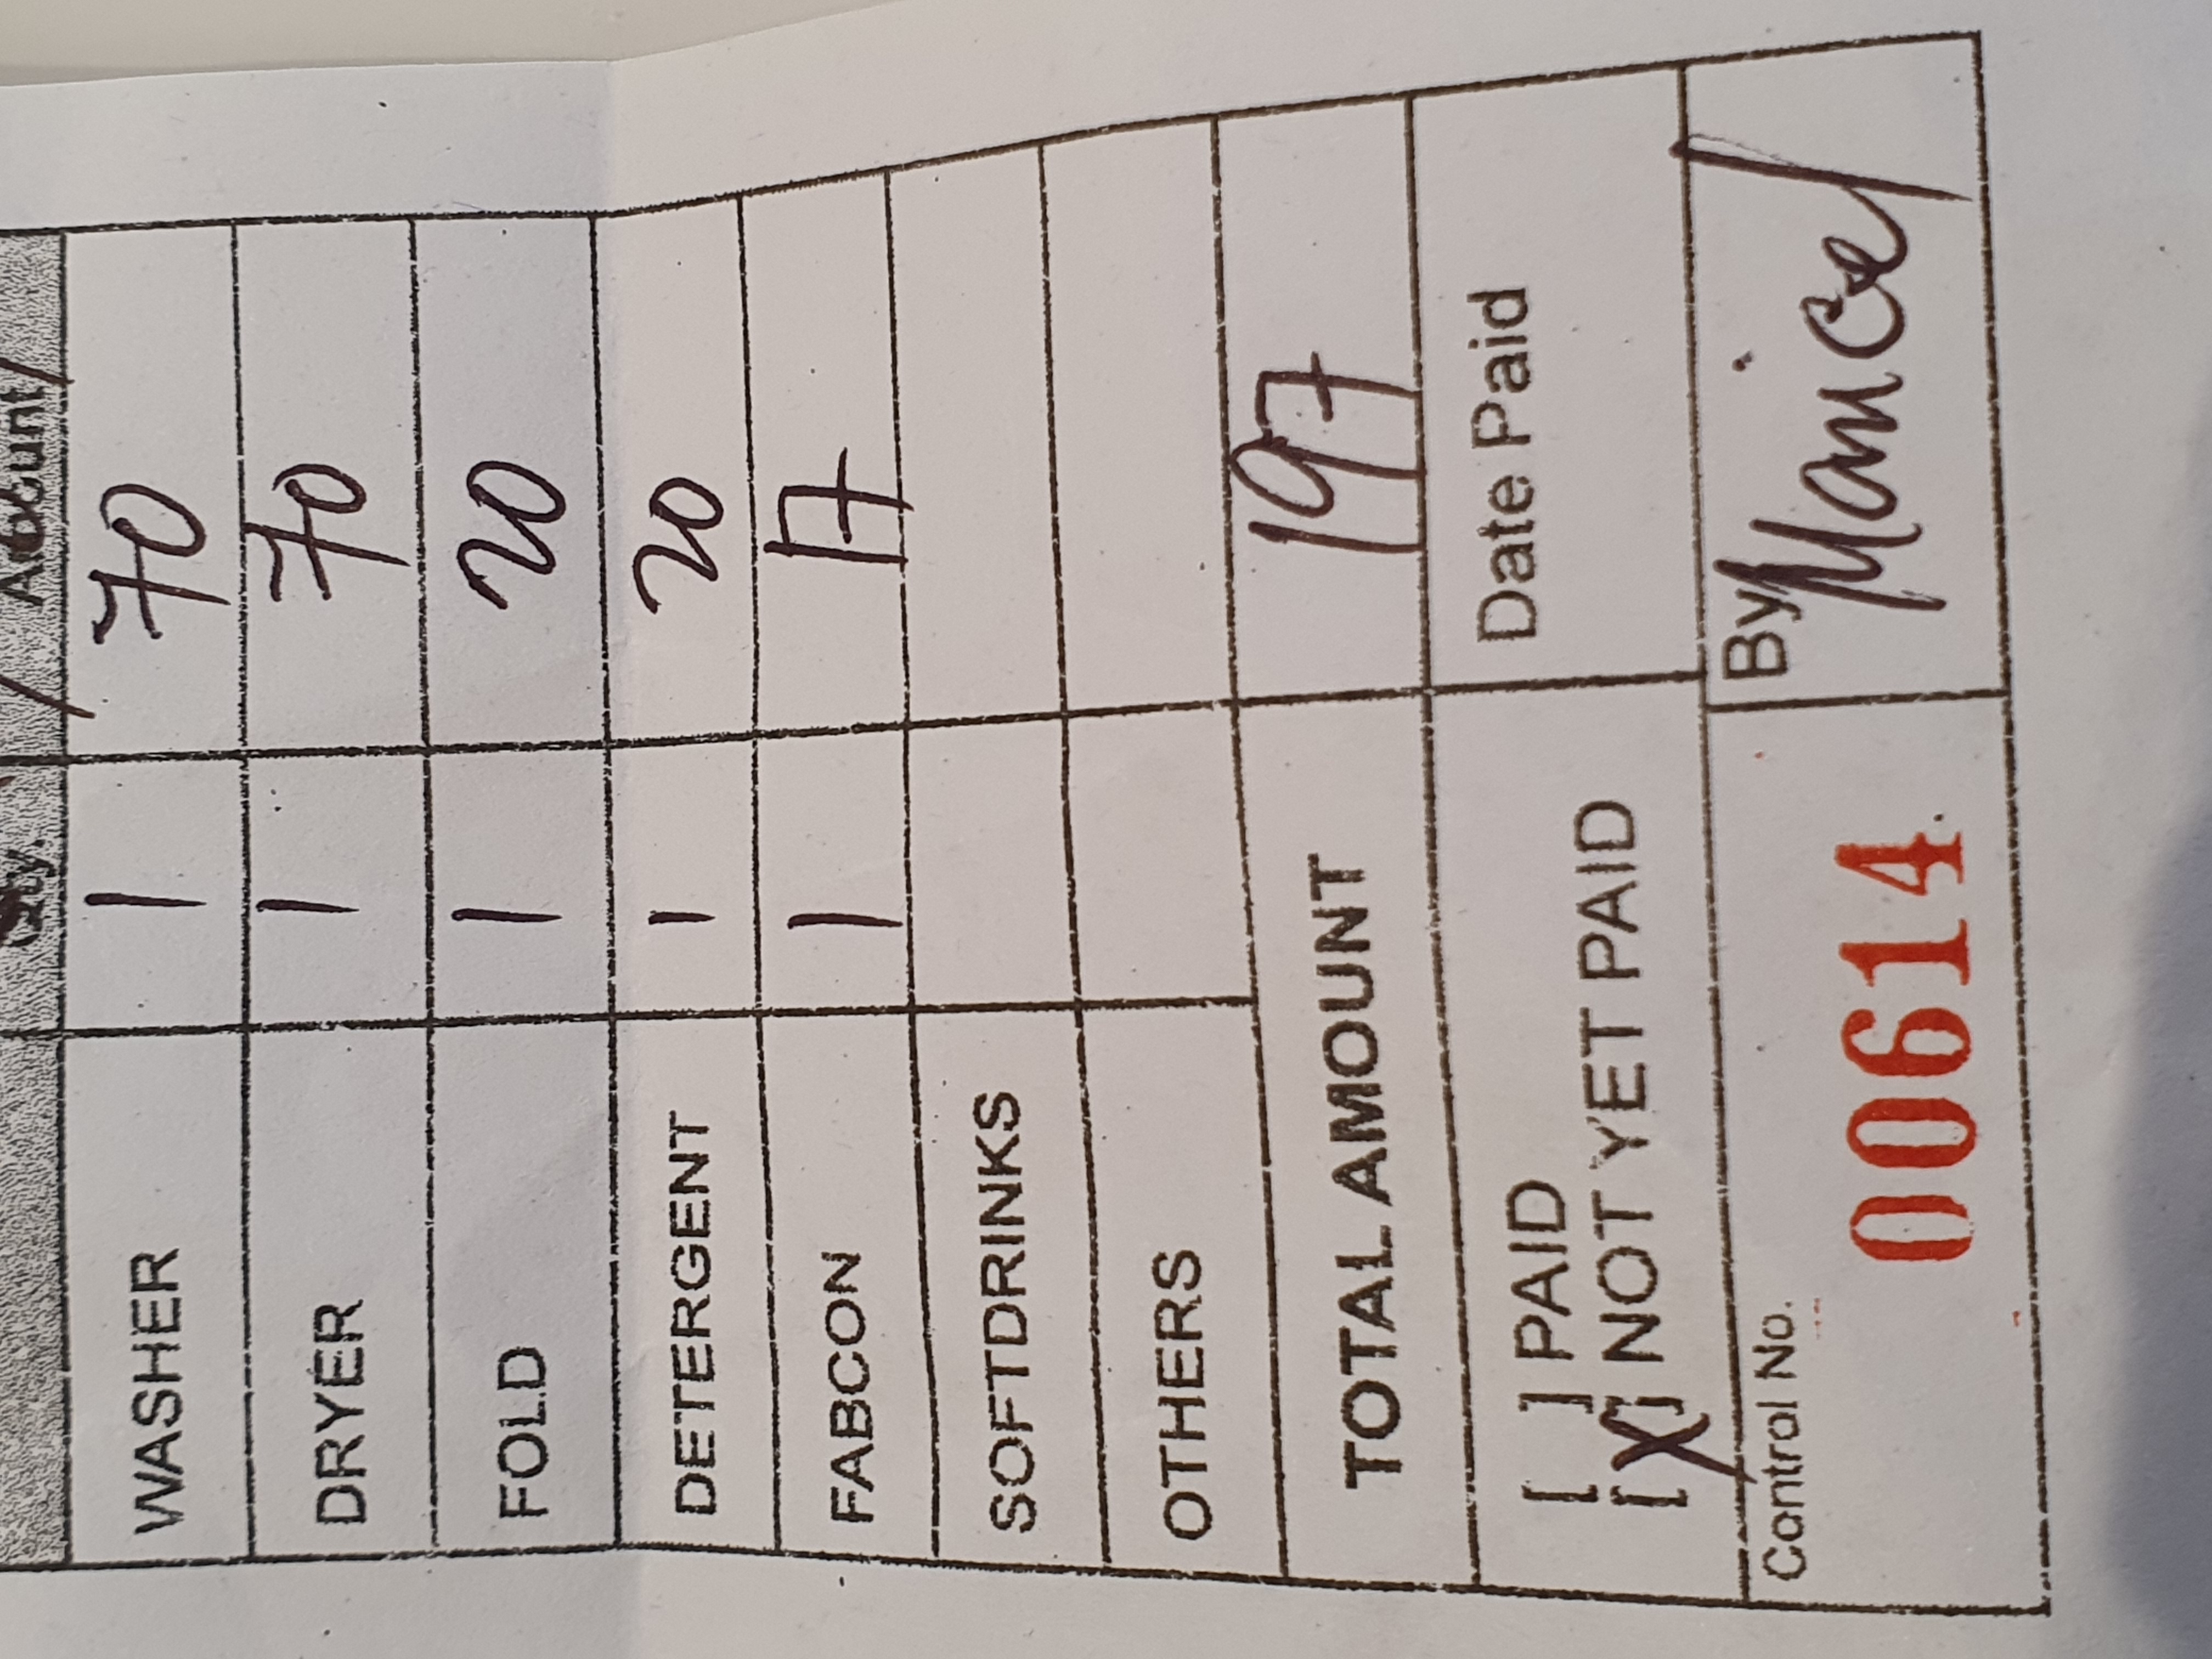 Qty. Amount
WASHER 1 70
DRYER 1 70
FOLD 1 20
DETERGENT 1 20
FABCON 1 17
SOFTDRINKS
OTHERS
TOTAL AMOUNT 197
[ ] PAID Date Paid
[X] NOT YET PAID
Control No. By Maricel
00614